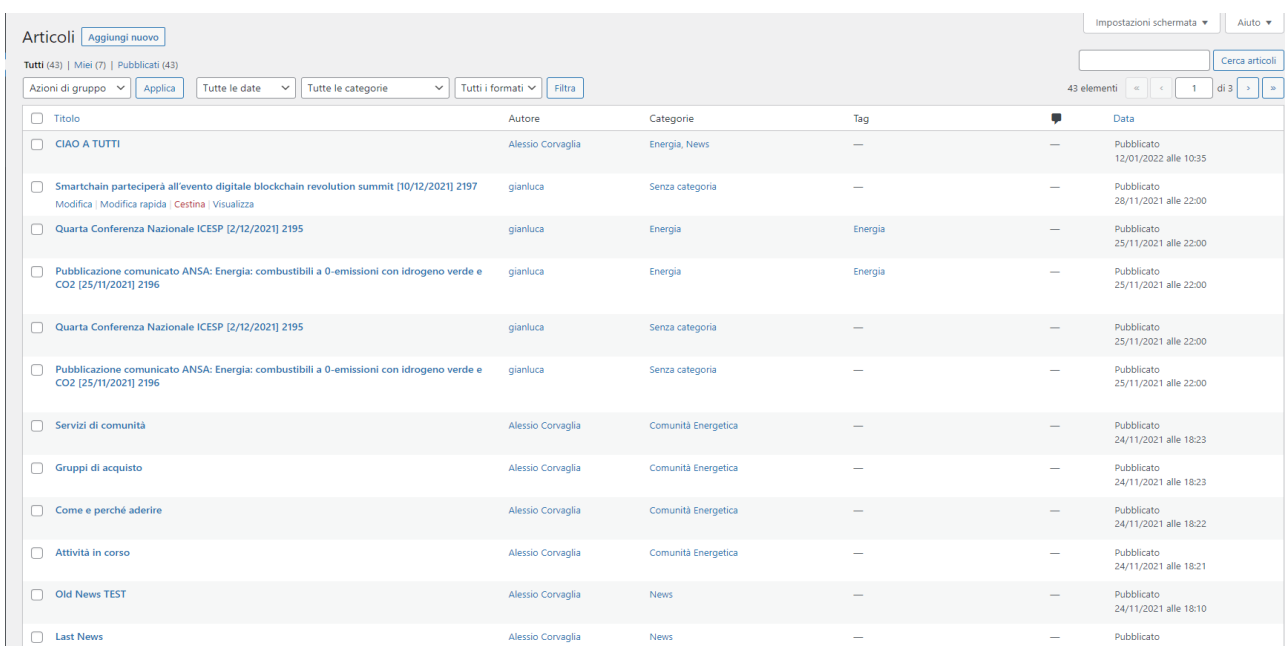 Impostazioni schermata ▼ Aiuto ▼
Articoli Aggiungi nuovo
Tutti (43) | Miei (7) | Pubblicati (43)
Cerca articoli
Azioni di gruppo Applica Tutte le date Tutte le categorie Tutti i formati Filtra 43 elementi « ‹ 1 di 3 › »
Titolo Autore Categorie Tag Data
CIAO A TUTTI Alessio Corvaglia Energia, News — — Pubblicato
12/01/2022 alle 10:35
Smartchain parteciperà all'evento digitale blockchain revolution summit [10/12/2021] 2197 gianluca Senza categoria — — Pubblicato
Modifica | Modifica rapida | Cestina | Visualizza 28/11/2021 alle 22:00
Quarta Conferenza Nazionale ICESP [2/12/2021] 2195 gianluca Energia Energia — Pubblicato
25/11/2021 alle 22:00
Pubblicazione comunicato ANSA: Energia: combustibili a 0-emissioni con idrogeno verde e gianluca Energia Energia — Pubblicato
CO2 [25/11/2021] 2196 25/11/2021 alle 22:00
Quarta Conferenza Nazionale ICESP [2/12/2021] 2195 gianluca Senza categoria — — Pubblicato
25/11/2021 alle 22:00
Pubblicazione comunicato ANSA: Energia: combustibili a 0-emissioni con idrogeno verde e gianluca Senza categoria — — Pubblicato
CO2 [25/11/2021] 2196 25/11/2021 alle 22:00
Servizi di comunità Alessio Corvaglia Comunità Energetica — — Pubblicato
24/11/2021 alle 18:23
Gruppi di acquisto Alessio Corvaglia Comunità Energetica — — Pubblicato
24/11/2021 alle 18:23
Come e perché aderire Alessio Corvaglia Comunità Energetica — — Pubblicato
24/11/2021 alle 18:22
Attività in corso Alessio Corvaglia Comunità Energetica — — Pubblicato
24/11/2021 alle 18:21
Old News TEST Alessio Corvaglia News — — Pubblicato
24/11/2021 alle 18:10
Last News Alessio Corvaglia News — — Pubblicato